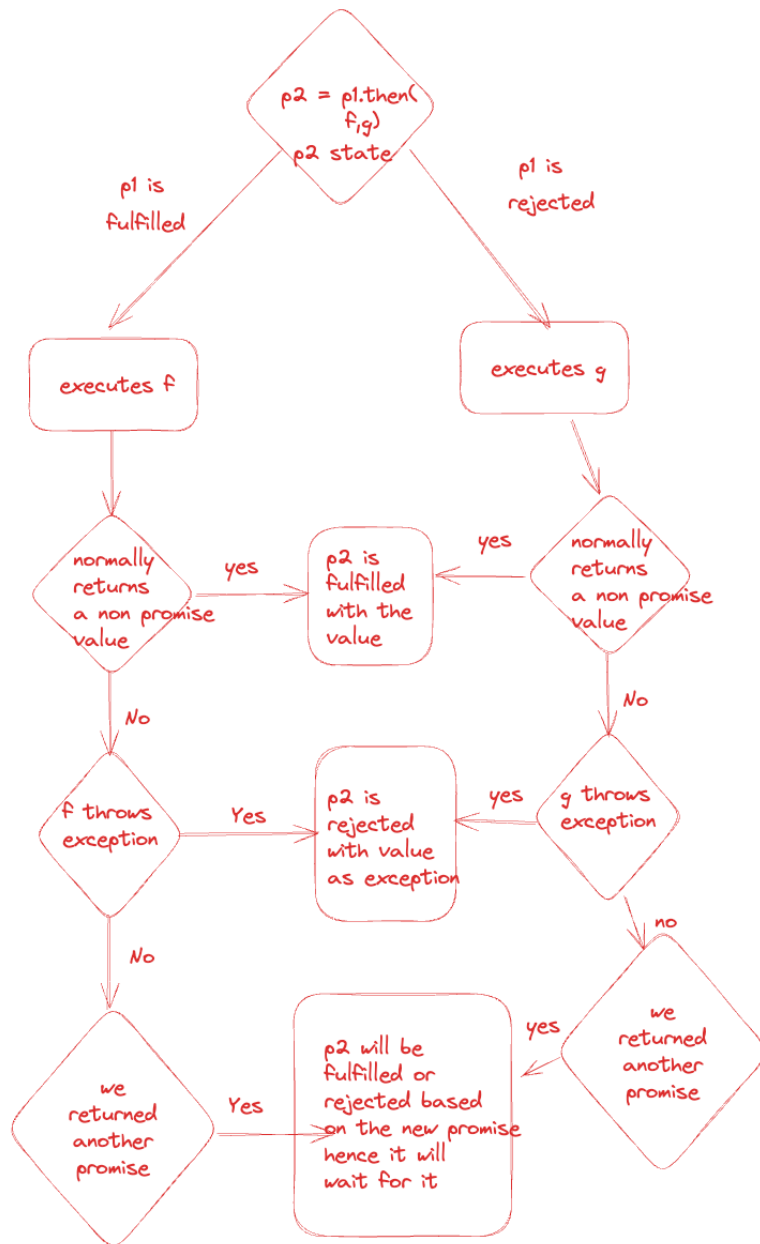 p2 = p1.then(
f,g)
p2 state
p1 is
fulfilled
p1 is
rejected
executes f
executes g
normally
returns
a non promise
value
yes
p2 is
fulfilled
with the
value
yes
normally
returns
a non promise
value
No
No
f throws
exception
Yes
p2 is
rejected
with value
as exception
yes
g throws
exception
No
no
we
returned
another
promise
Yes
p2 will be
fulfilled or
rejected based
on the new promise
hence it will
wait for it
yes
we
returned
another
promise